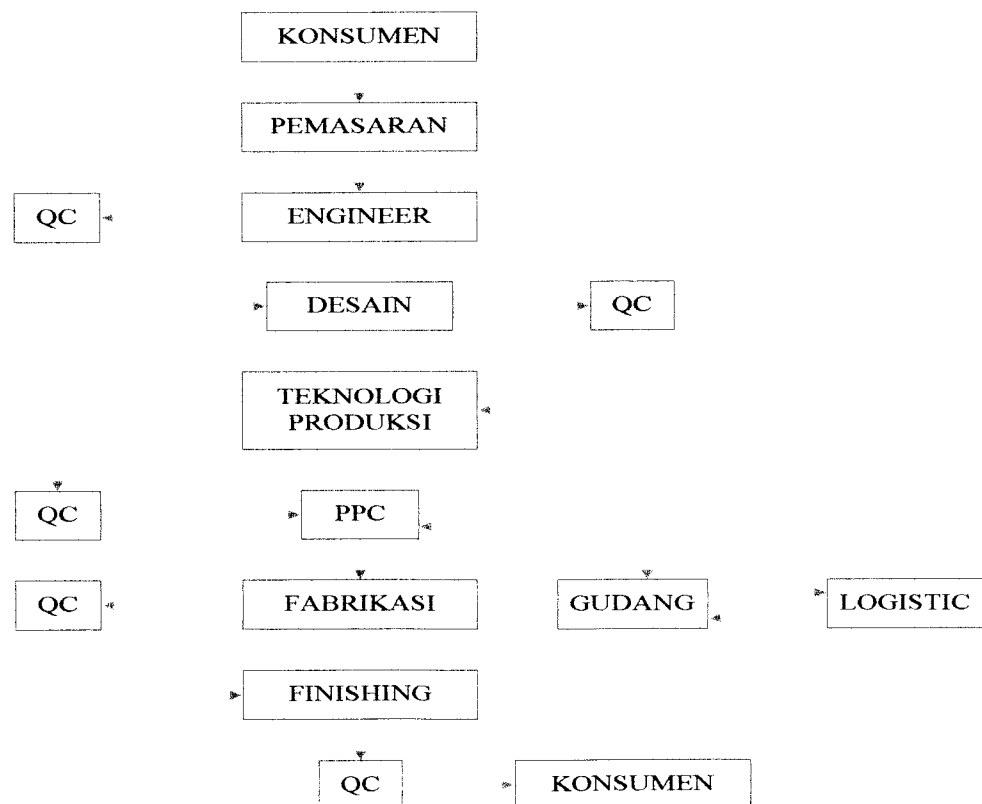 KONSUMEN
PEMASARAN
QC
ENGINEER
DESAIN
QC
TEKNOLOGI
PRODUKSI
QC
PPC
QC
FABRIKASI
GUDANG
LOGISTIC
FINISHING
QC
KONSUMEN